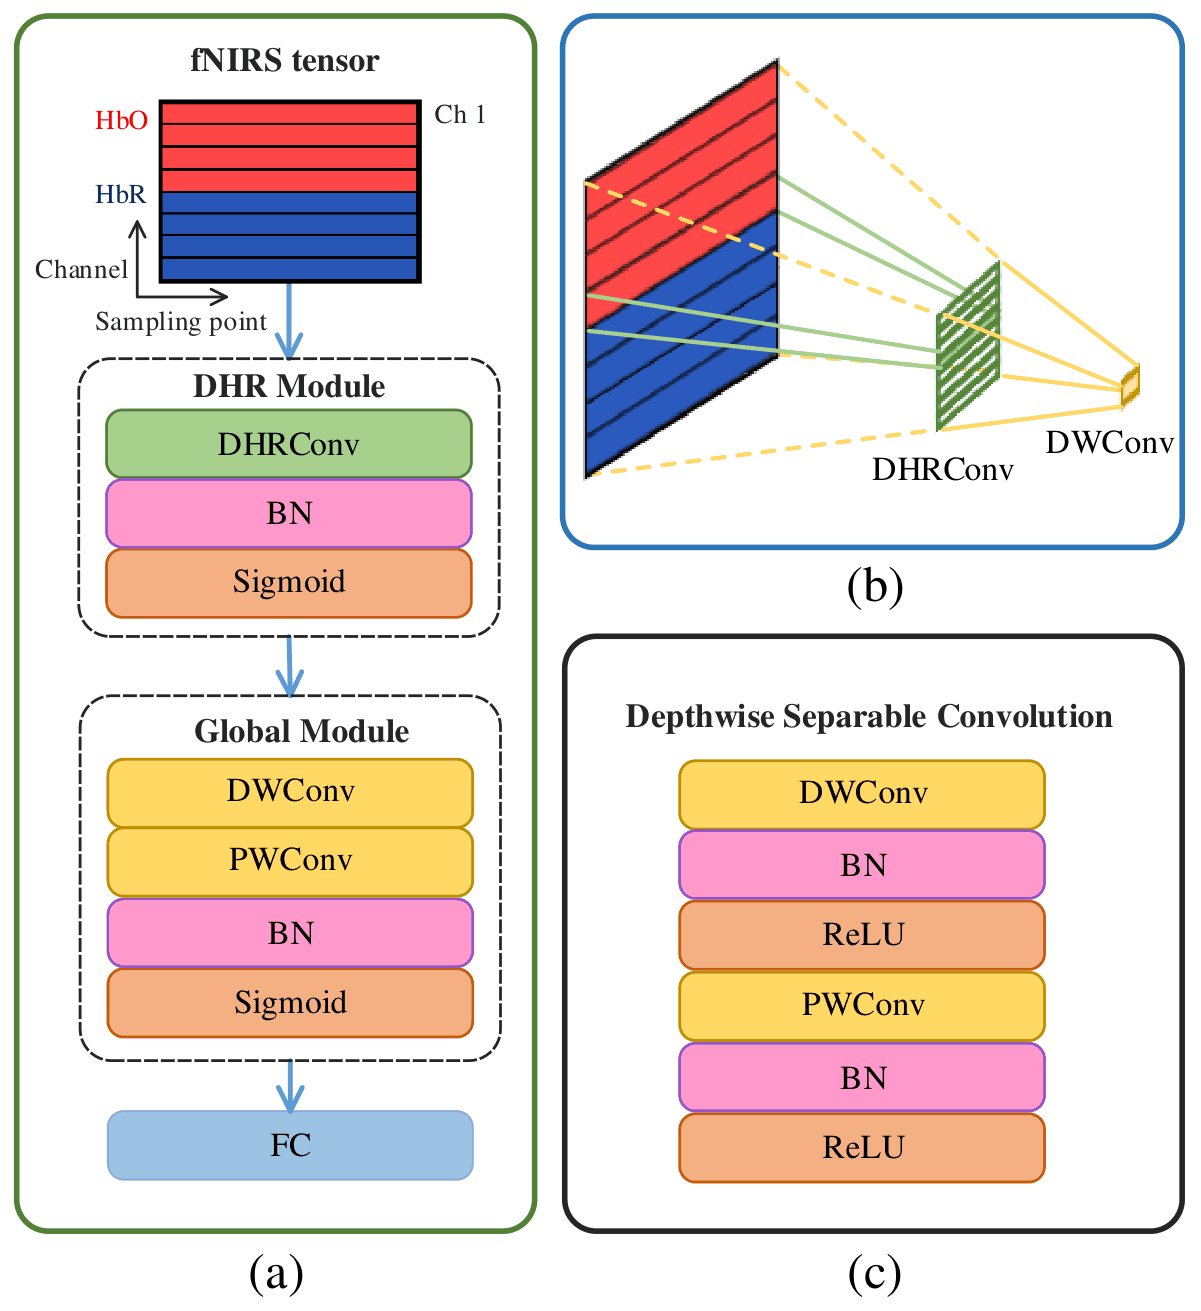 fNIRS tensor
HbO
Ch 1
HbR
Channel
Sampling point
DHR Module
DHRConv
BN
Sigmoid
Global Module
DWConv
PWConv
BN
Sigmoid
FC
(a)
DWConv
DHRConv
(b)
Depthwise Separable Convolution
DWConv
BN
ReLU
PWConv
BN
ReLU
(c)